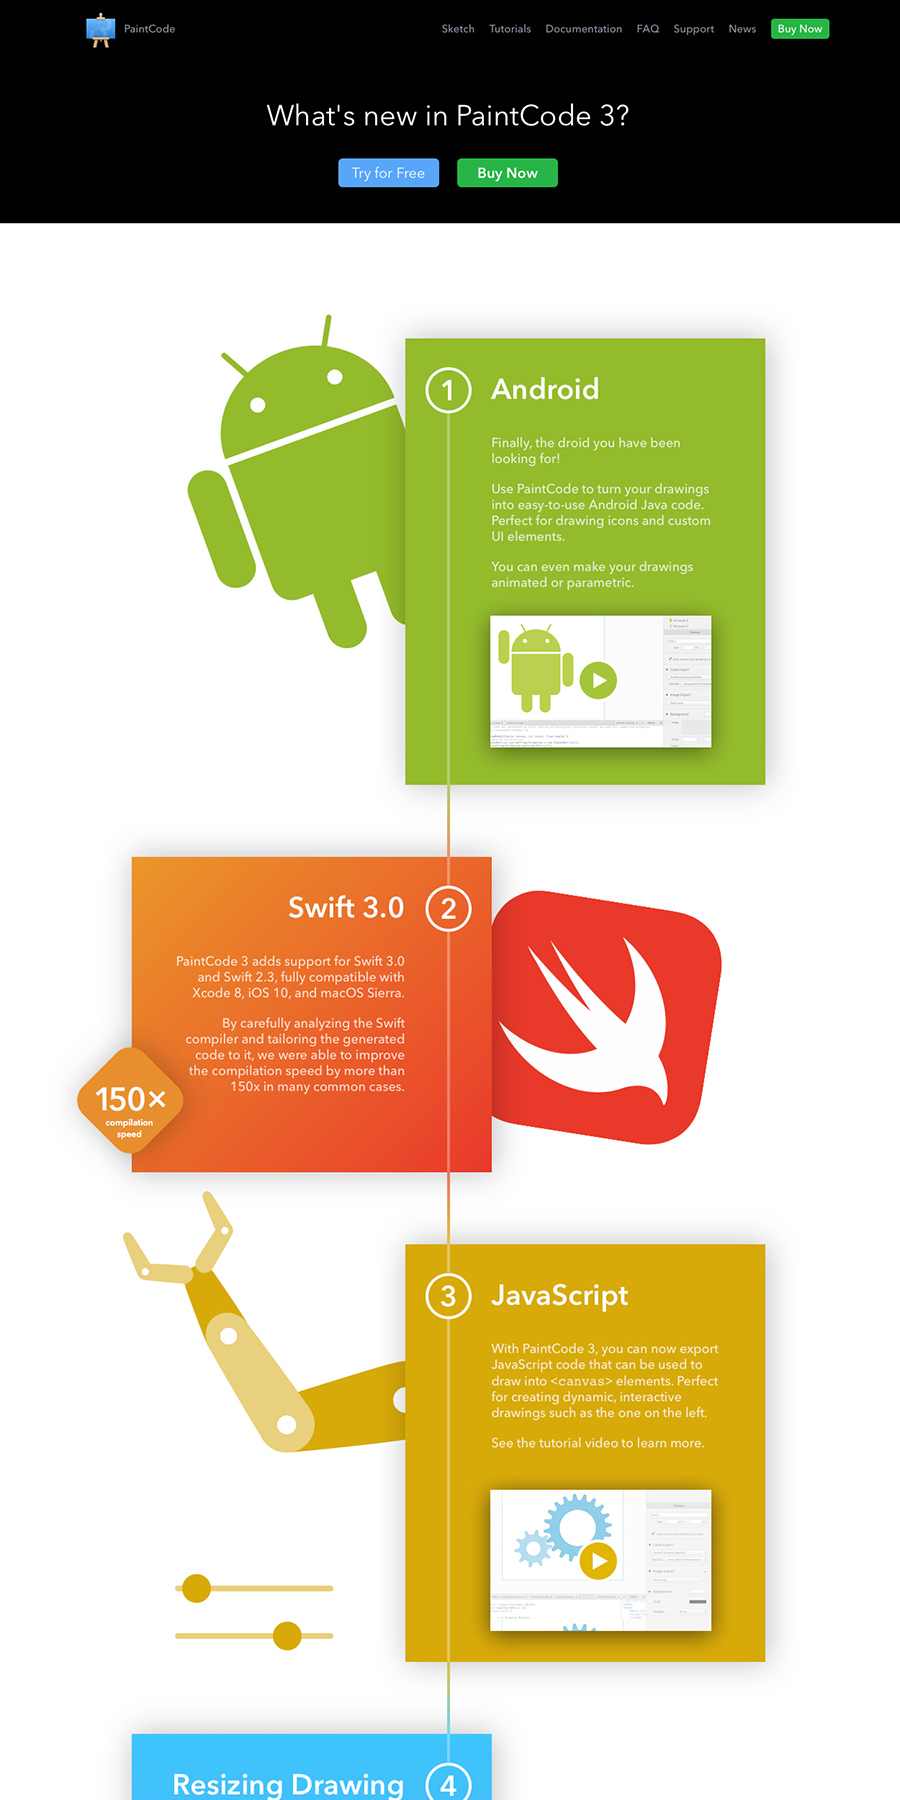 PaintCode
Sketch Tutorials Documentation FAQ Support News Buy Now
What's new in PaintCode 3?
Try for Free Buy Now
1 Android
Finally, the droid you have been
looking for!
Use PaintCode to turn your drawings
into easy-to-use Android Java code.
Perfect for drawing icons and custom
UI elements.
You can even make your drawings
animated or parametric.
Swift 3.0 2
PaintCode 3 adds support for Swift 3.0
and Swift 2.3, fully compatible with
Xcode 8, iOS 10, and macOS Sierra.
By carefully analyzing the Swift
compiler and tailoring the generated
code to it, we were able to improve
the compilation speed by more than
150x in many common cases.
150×
compilation
speed
3 JavaScript
With PaintCode 3, you can now export
JavaScript code that can be used to
draw into <canvas> elements. Perfect
for creating dynamic, interactive
drawings such as the one on the left.
See the tutorial video to learn more.
Resizing Drawing 4